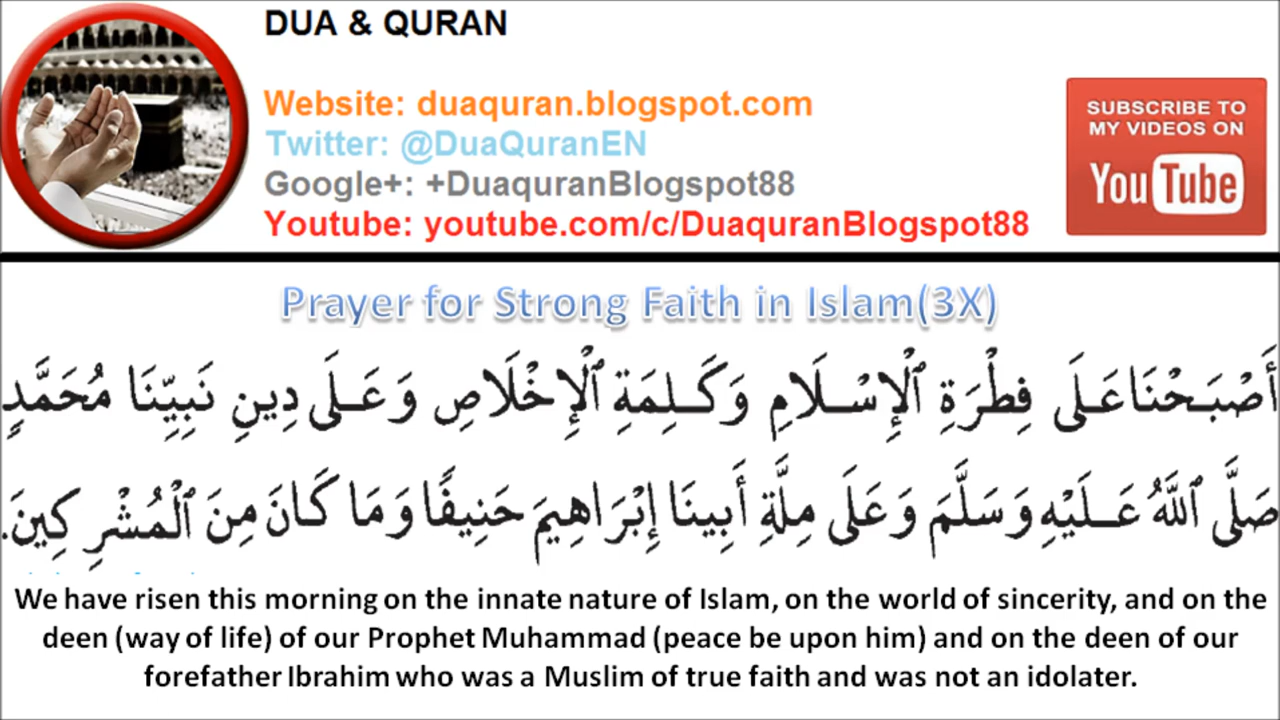 DUA & QURAN
Website: duaquran.blogspot.com
Twitter: @DuaQuranEN
Google+: +DuaquranBlogspot88
Youtube: youtube.com/c/DuaquranBlogspot88
SUBSCRIBE TO
MY VIDEOS ON
YouTube
Prayer for Strong Faith in Islam(3X)
أَصْبَحْنَا عَلَى فِطْرَةِ ٱلْإِسْلَامِ وَكَلِمَةِ ٱلْإِخْلَاصِ وَعَلَى دِينِ نَبِيِّنَا مُحَمَّدٍ
صَلَّى ٱللَّهُ عَلَيْهِ وَسَلَّمَ وَعَلَى مِلَّةِ أَبِينَا إِبْرَاهِيمَ حَنِيفًا وَمَا كَانَ مِنَ ٱلْمُشْرِكِينَ.
We have risen this morning on the innate nature of Islam, on the world of sincerity, and on the
deen (way of life) of our Prophet Muhammad (peace be upon him) and on the deen of our
forefather Ibrahim who was a Muslim of true faith and was not an idolater.